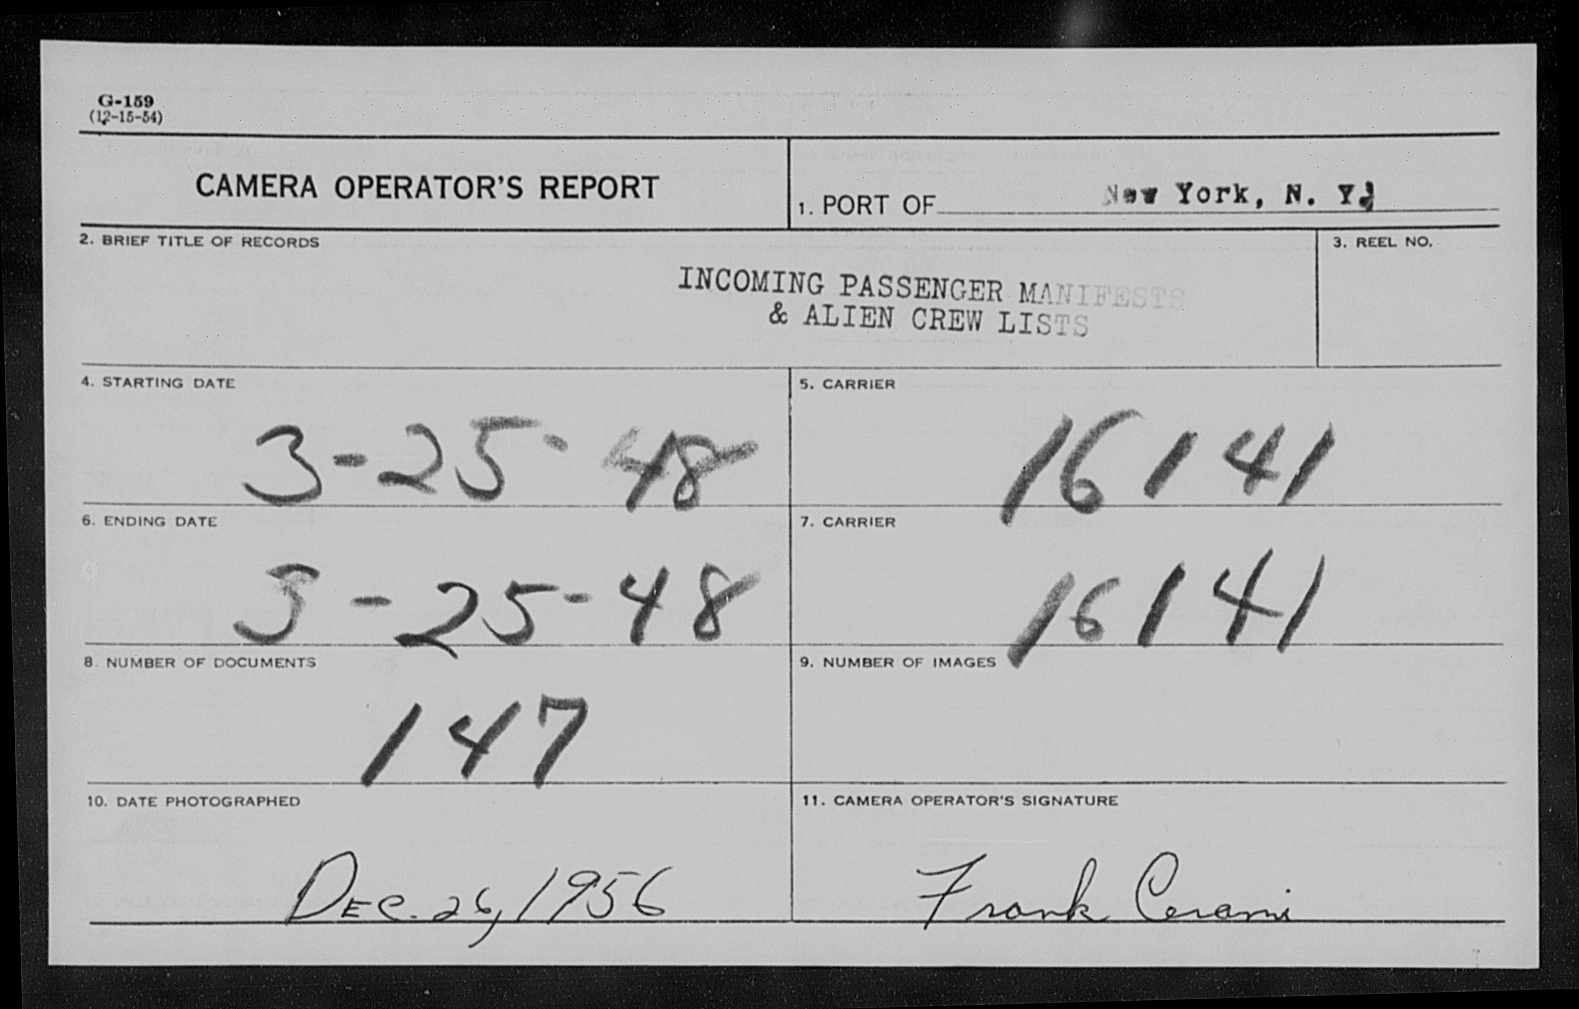 G-159
(12-15-54)
CAMERA OPERATOR'S REPORT
1. PORT OF New York, N. Y.
2. BRIEF TITLE OF RECORDS
INCOMING PASSENGER MANIFESTS
& ALIEN CREW LISTS
3. REEL NO.
4. STARTING DATE
3-25-48
5. CARRIER
16141
6. ENDING DATE
3-25-48
7. CARRIER
16141
8. NUMBER OF DOCUMENTS
147
9. NUMBER OF IMAGES
10. DATE PHOTOGRAPHED
DEC. 26, 1956
11. CAMERA OPERATOR'S SIGNATURE
Frank Cerami